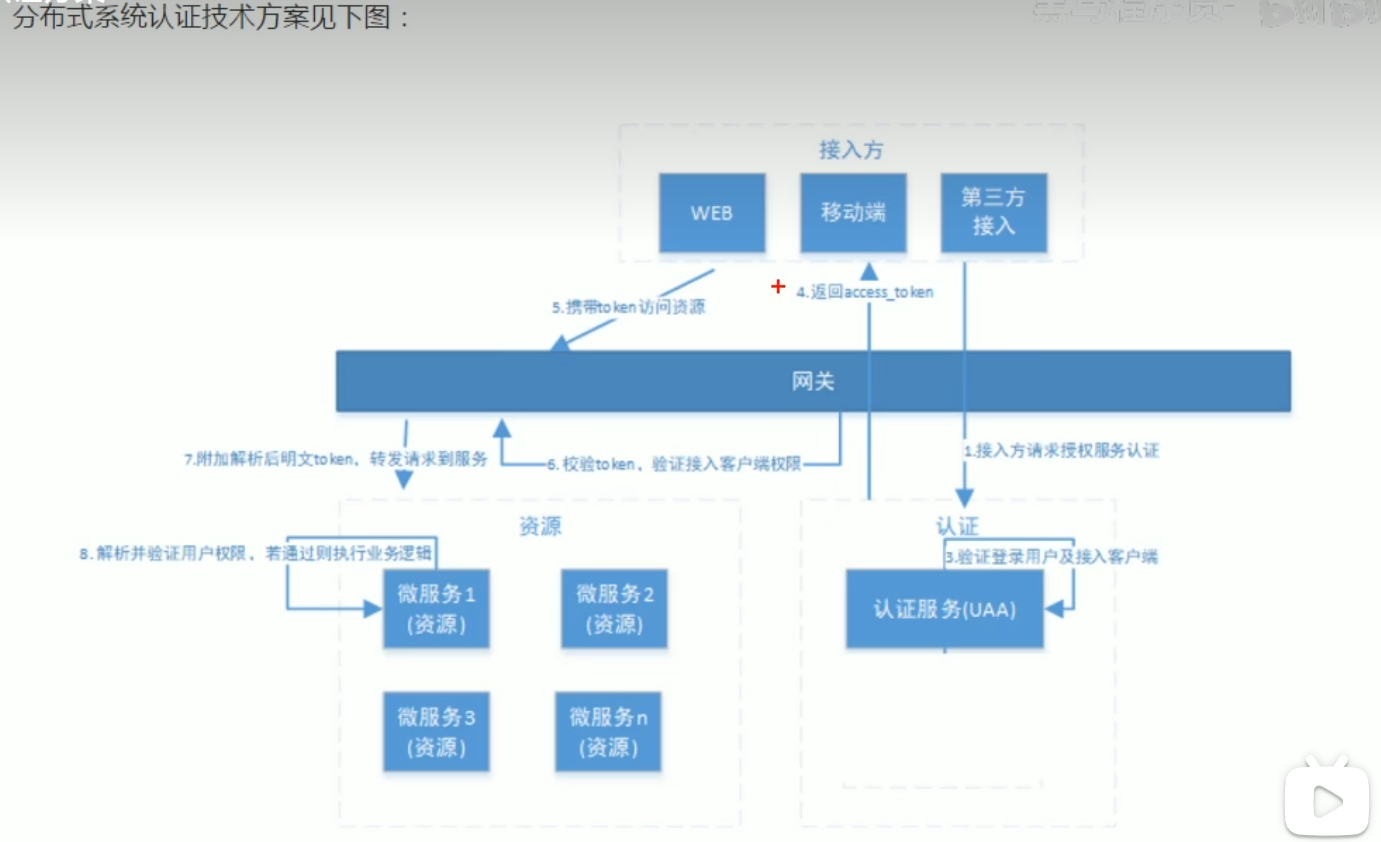 分布式系统认证技术方案见下图：
接入方
WEB
移动端
第三方
接入
5.携带token访问资源
4.返回access_token
网关
7.附加解析后明文token，转发请求到服务
6.校验token，验证接入客户端权限
1.接入方请求授权服务认证
资源
认证
8.解析并验证用户权限，若通过则执行业务逻辑
3.验证登录用户及接入客户端
微服务1
(资源)
微服务2
(资源)
认证服务(UAA)
微服务3
(资源)
微服务n
(资源)